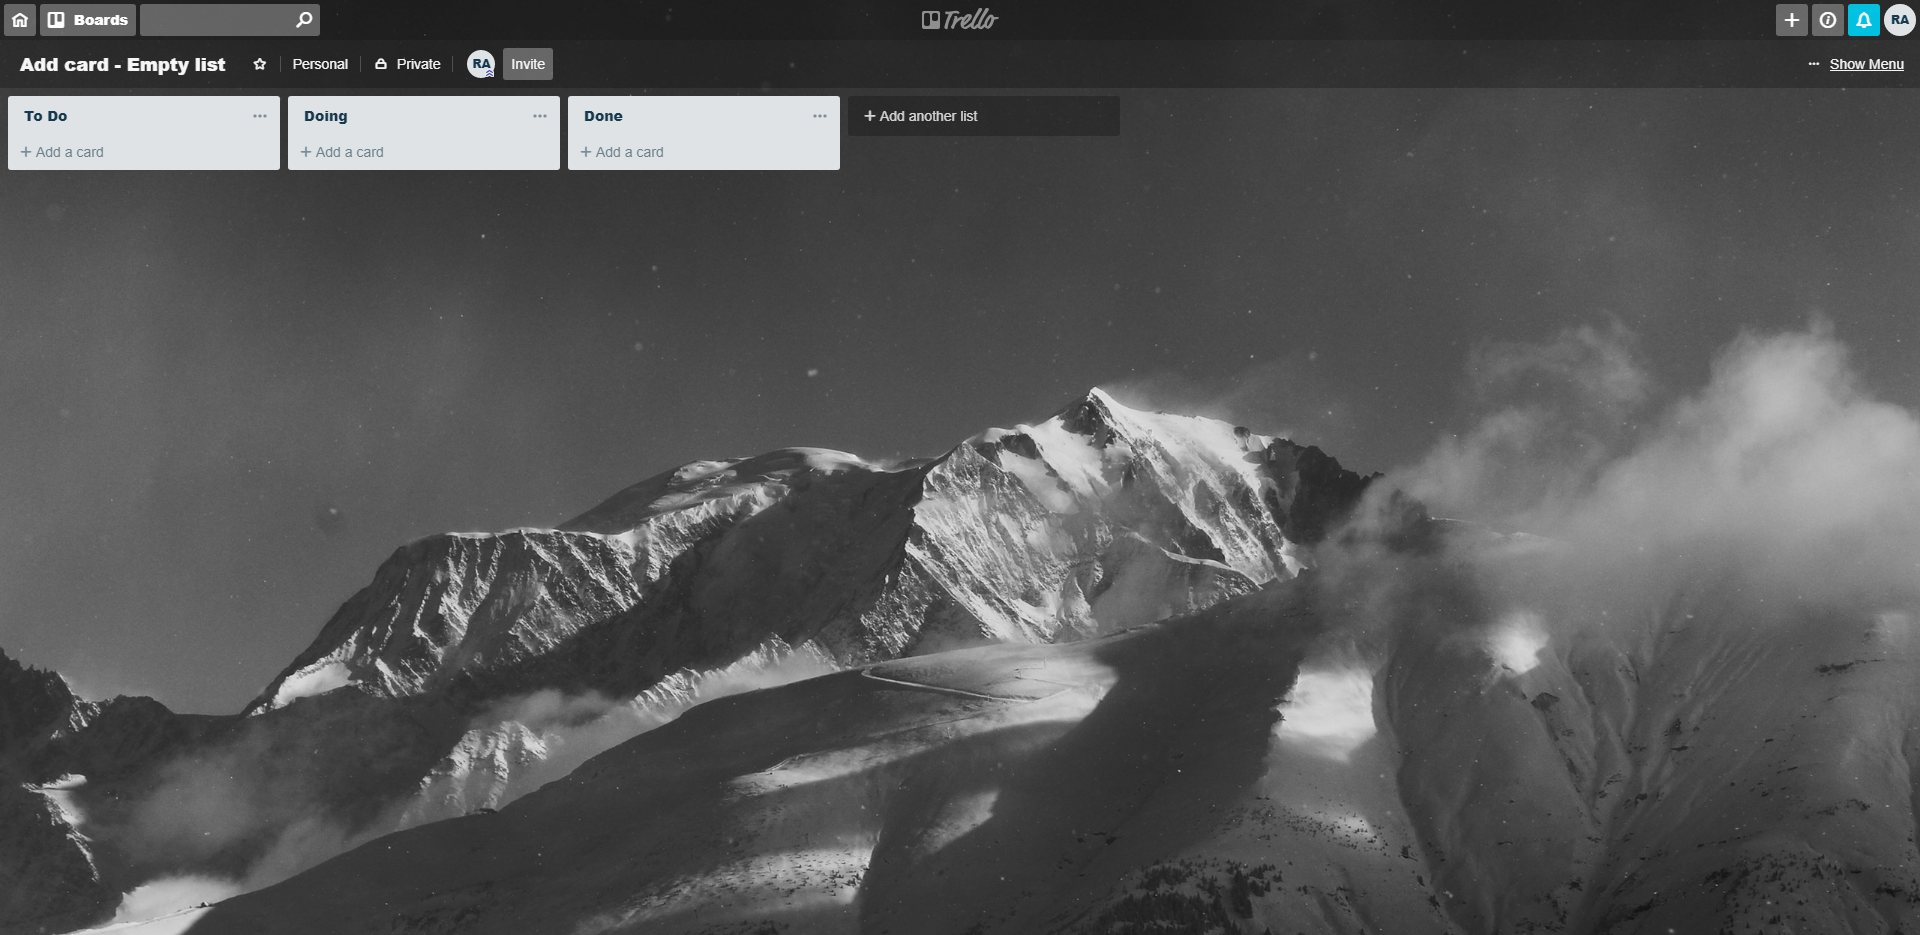 Boards
Trello
RA
Add card - Empty list
Personal
Private
RA
Invite
Show Menu
To Do
Doing
Done
Add another list
Add a card
Add a card
Add a card